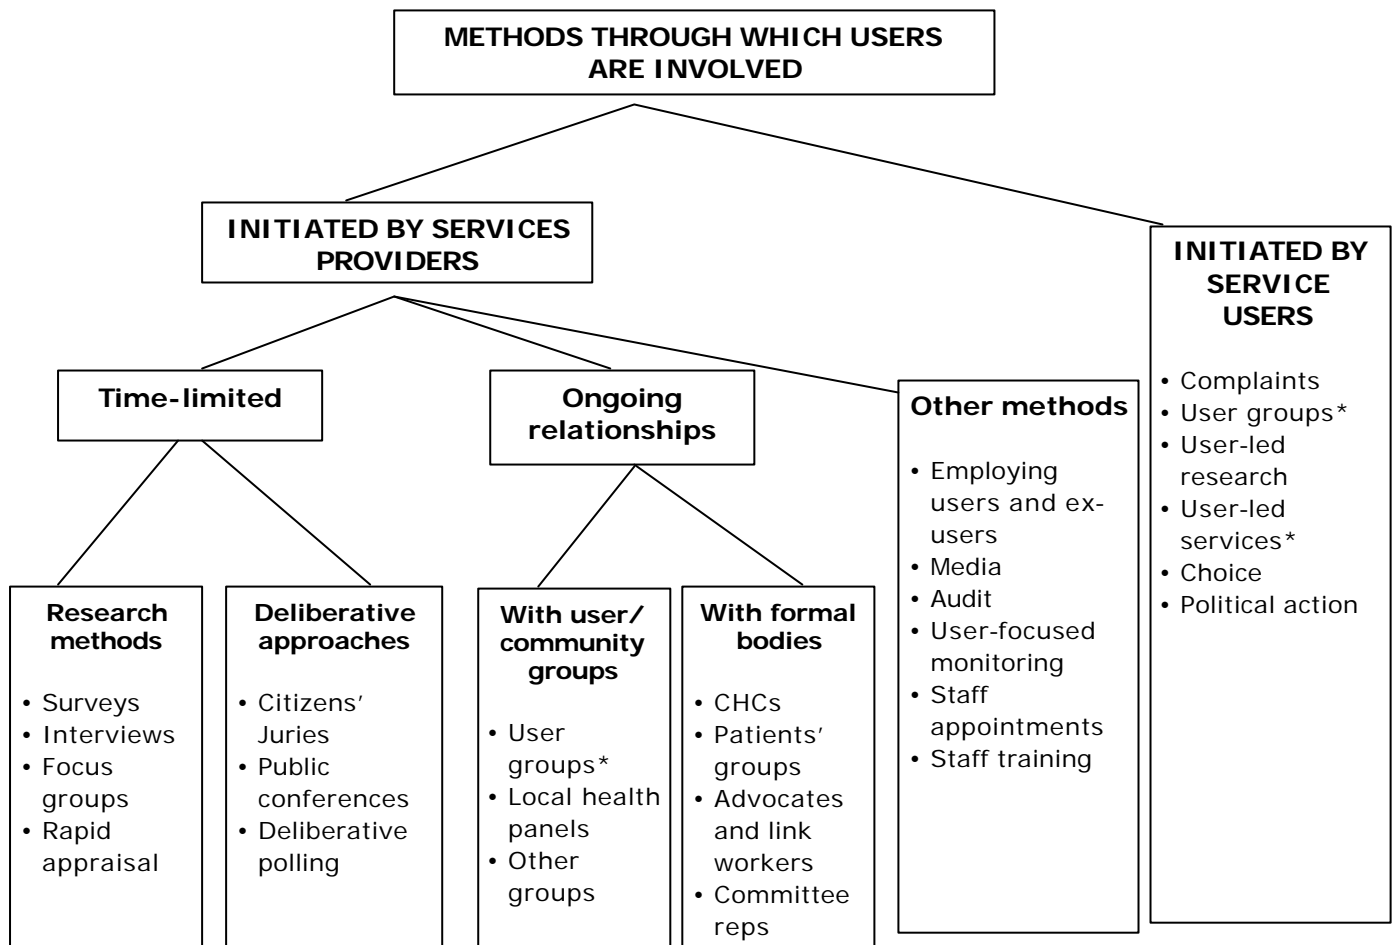 METHODS THROUGH WHICH USERS
ARE INVOLVED
INITIATED BY SERVICES
PROVIDERS
INITIATED BY
SERVICE
USERS
• Complaints
• User groups*
• User-led
research
• User-led
services*
• Choice
• Political action
Time-limited
Ongoing
relationships
Other methods
• Employing
users and ex-
users
• Media
• Audit
• User-focused
monitoring
• Staff
appointments
• Staff training
Research
methods
• Surveys
• Interviews
• Focus
groups
• Rapid
appraisal
Deliberative
approaches
• Citizens’
Juries
• Public
conferences
• Deliberative
polling
With user/
community
groups
• User
groups*
• Local health
panels
• Other
groups
With formal
bodies
• CHCs
• Patients’
groups
• Advocates
and link
workers
• Committee
reps